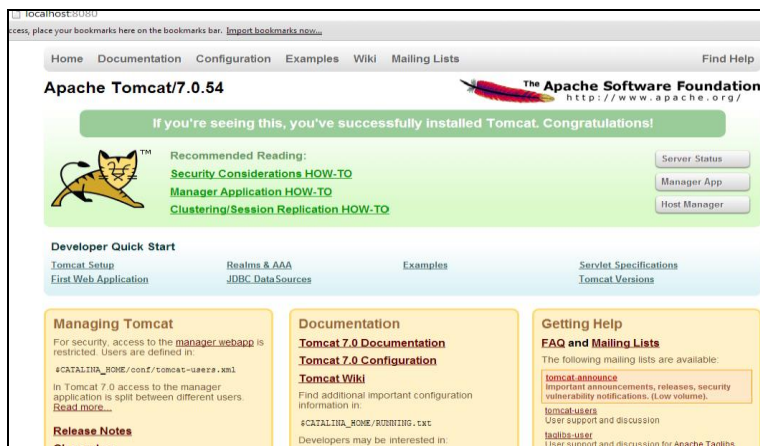 localhost:8080
ccess, place your bookmarks here on the bookmarks bar. Import bookmarks now...
Home Documentation Configuration Examples Wiki Mailing Lists Find Help
Apache Tomcat/7.0.54
The Apache Software Foundation
http://www.apache.org/
If you're seeing this, you've successfully installed Tomcat. Congratulations!
TM
Recommended Reading:
Security Considerations HOW-TO
Manager Application HOW-TO
Clustering/Session Replication HOW-TO
Server Status
Manager App
Host Manager
Developer Quick Start
Tomcat Setup
First Web Application
Realms & AAA
JDBC DataSources
Examples
Servlet Specifications
Tomcat Versions
Managing Tomcat
For security, access to the manager webapp is
restricted. Users are defined in:
$CATALINA_HOME/conf/tomcat-users.xml
In Tomcat 7.0 access to the manager
application is split between different users.
Read more...
Release Notes
Documentation
Tomcat 7.0 Documentation
Tomcat 7.0 Configuration
Tomcat Wiki
Find additional important configuration
information in:
$CATALINA_HOME/RUNNING.txt
Developers may be interested in:
Getting Help
FAQ and Mailing Lists
The following mailing lists are available:
tomcat-announce
Important announcements, releases, security
vulnerability notifications. (Low volume).
tomcat-users
User support and discussion
taglibs-user
User support and discussion for Apache Taglibs